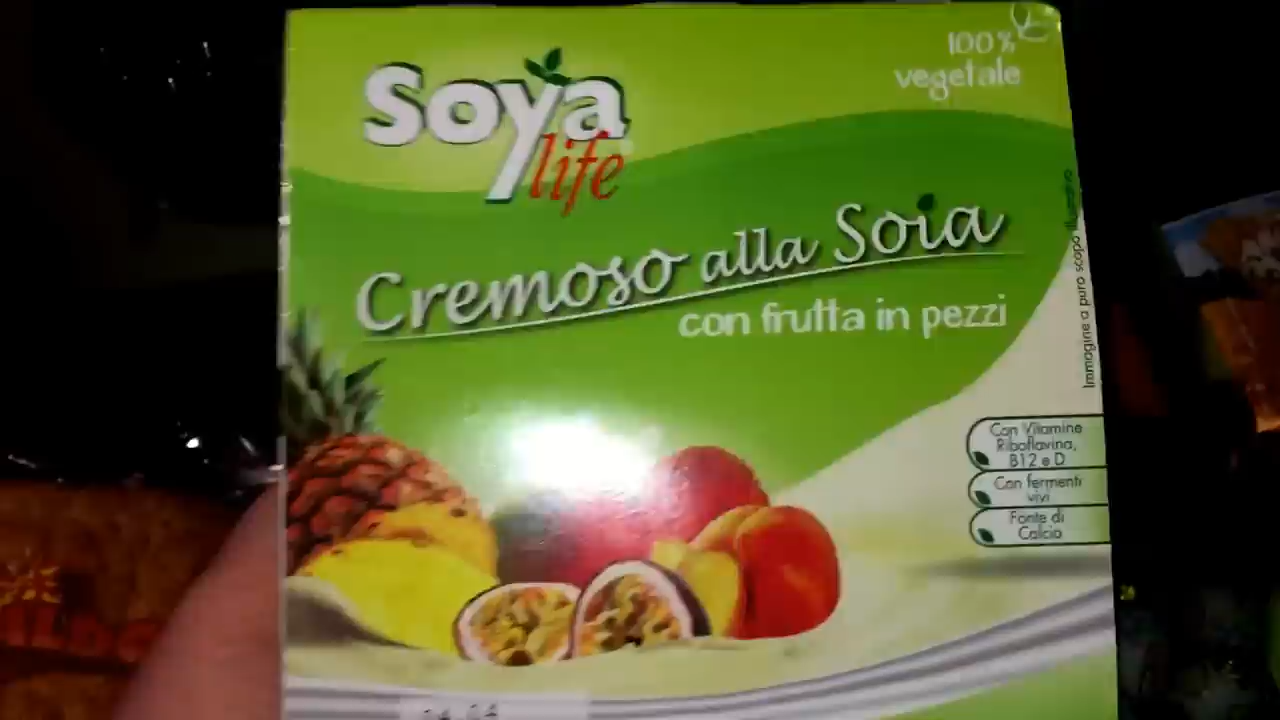 100%
vegetale
Soya
life
Cremoso alla Soia
con frutta in pezzi
Immagine a puro scopo illustrativo
Con Vitamine
Riboflavina,
B12 e D
Con fermenti
vivi
Fonte di
Calcio